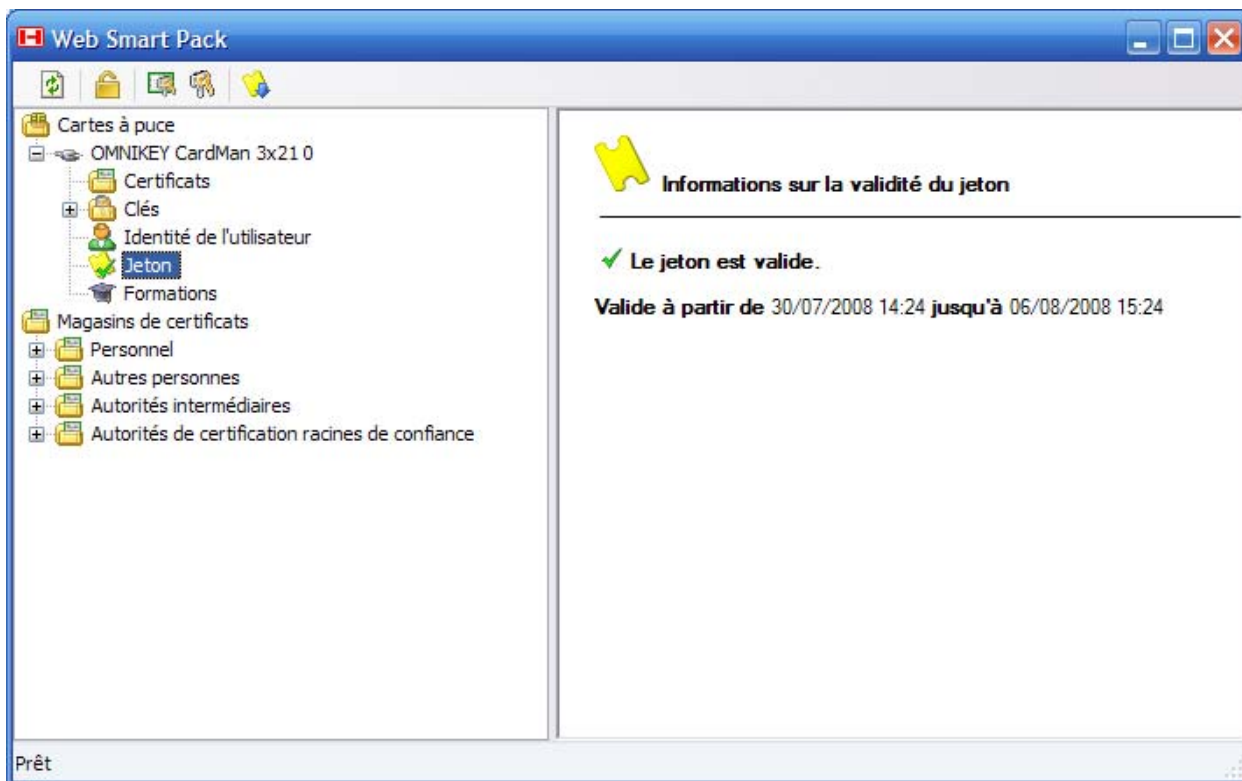 Web Smart Pack
Cartes à puce
OMNIKEY CardMan 3x21 0
Certificats
Clés
Identité de l'utilisateur
Jeton
Formations
Magasins de certificats
Personnel
Autres personnes
Autorités intermédiaires
Autorités de certification racines de confiance
Informations sur la validité du jeton
Le jeton est valide.
Valide à partir de 30/07/2008 14:24 jusqu'à 06/08/2008 15:24
Prêt